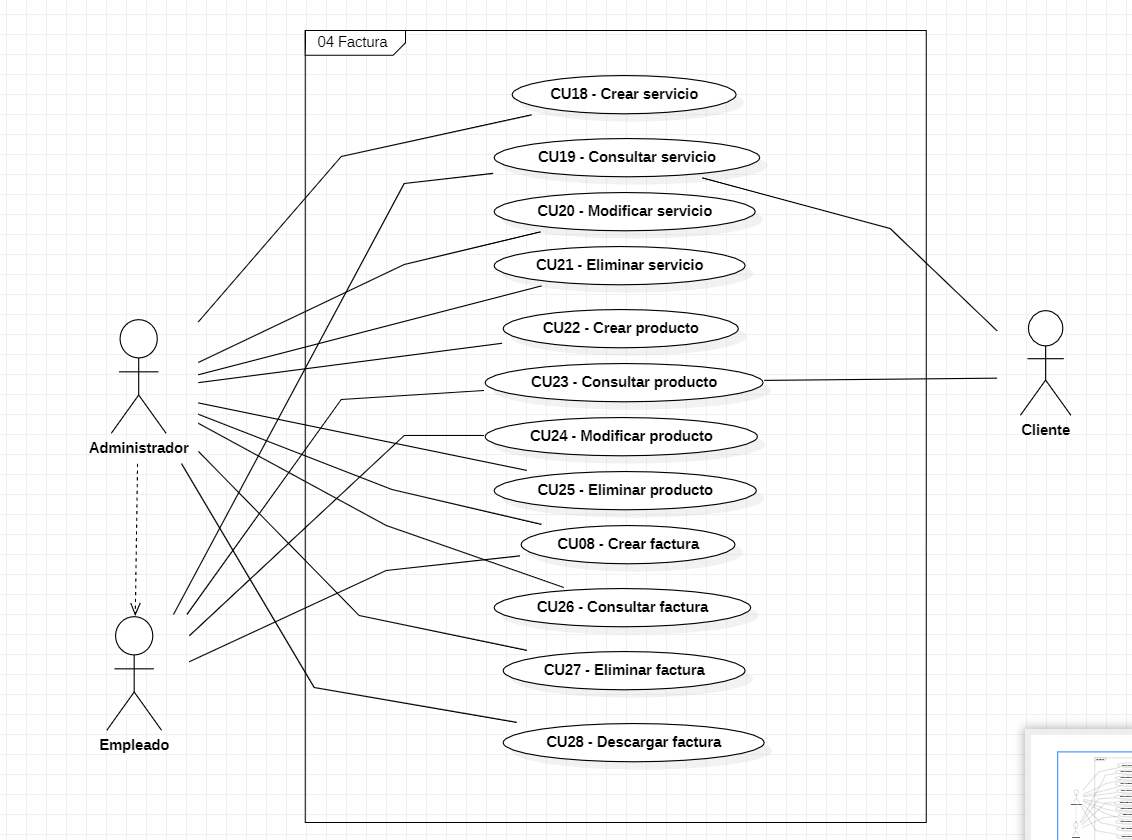 04 Factura
CU18 - Crear servicio
CU19 - Consultar servicio
CU20 - Modificar servicio
CU21 - Eliminar servicio
CU22 - Crear producto
CU23 - Consultar producto
CU24 - Modificar producto
CU25 - Eliminar producto
CU08 - Crear factura
CU26 - Consultar factura
CU27 - Eliminar factura
CU28 - Descargar factura
Administrador
Empleado
Cliente